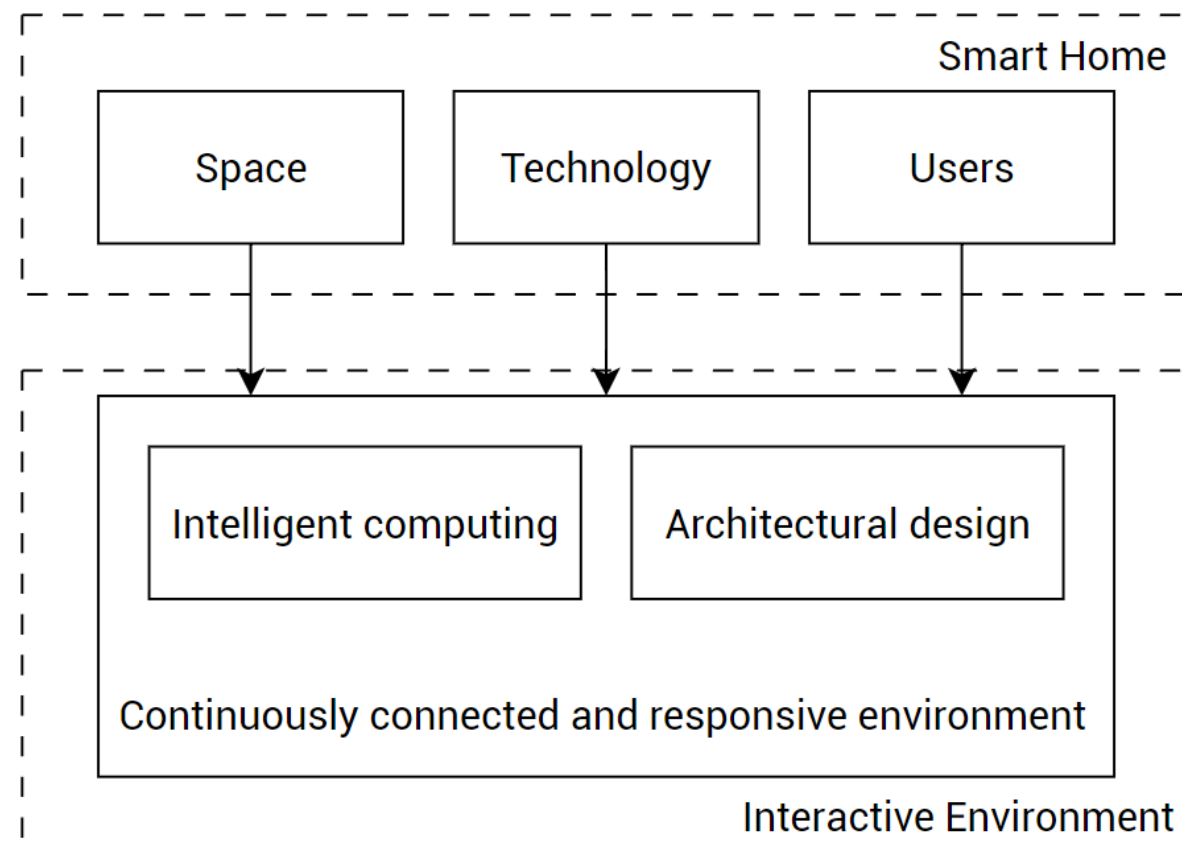 Smart Home
Space
Technology
Users
Intelligent computing
Architectural design
Continuously connected and responsive environment
Interactive Environment